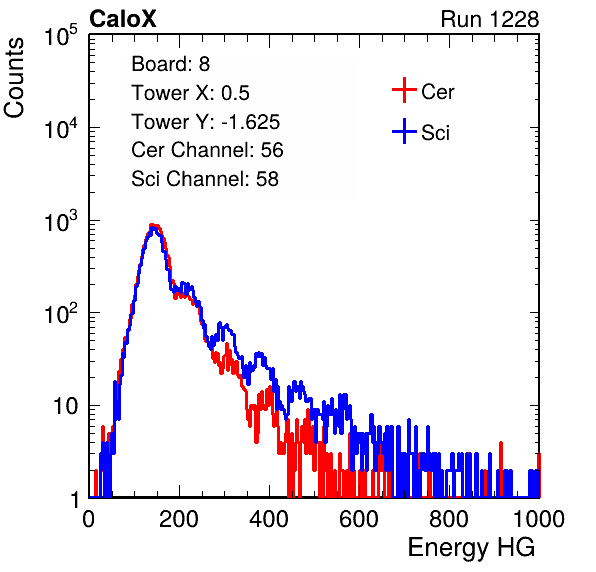 CaloX Run 1228
Counts
Board: 8
Tower X: 0.5
Tower Y: -1.625
Cer Channel: 56
Sci Channel: 58
Cer
Sci
10^5
10^4
10^3
10^2
10
1
0 200 400 600 800 1000
Energy HG